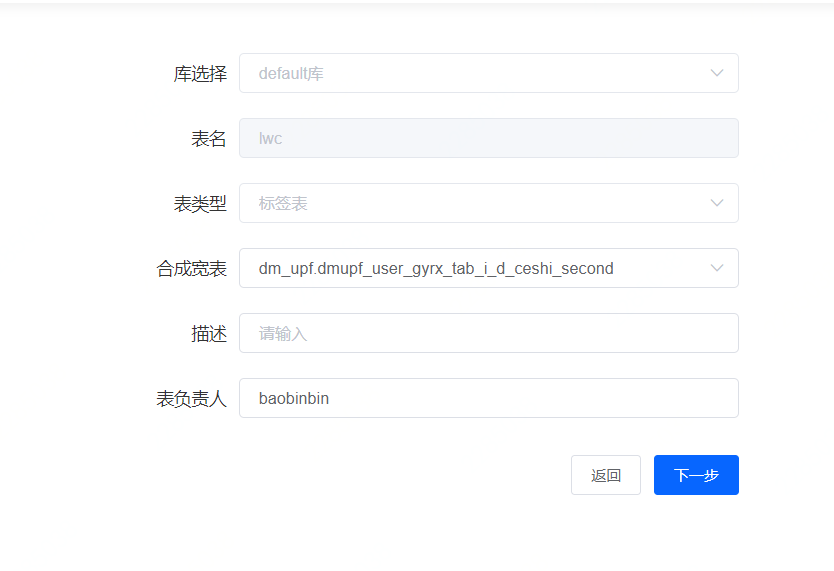 库选择 default库
表名 lwc
表类型 标签表
合成宽表 dm_upf.dmupf_user_gyrx_tab_i_d_ceshi_second
描述 请输入
表负责人 baobinbin
返回 下一步